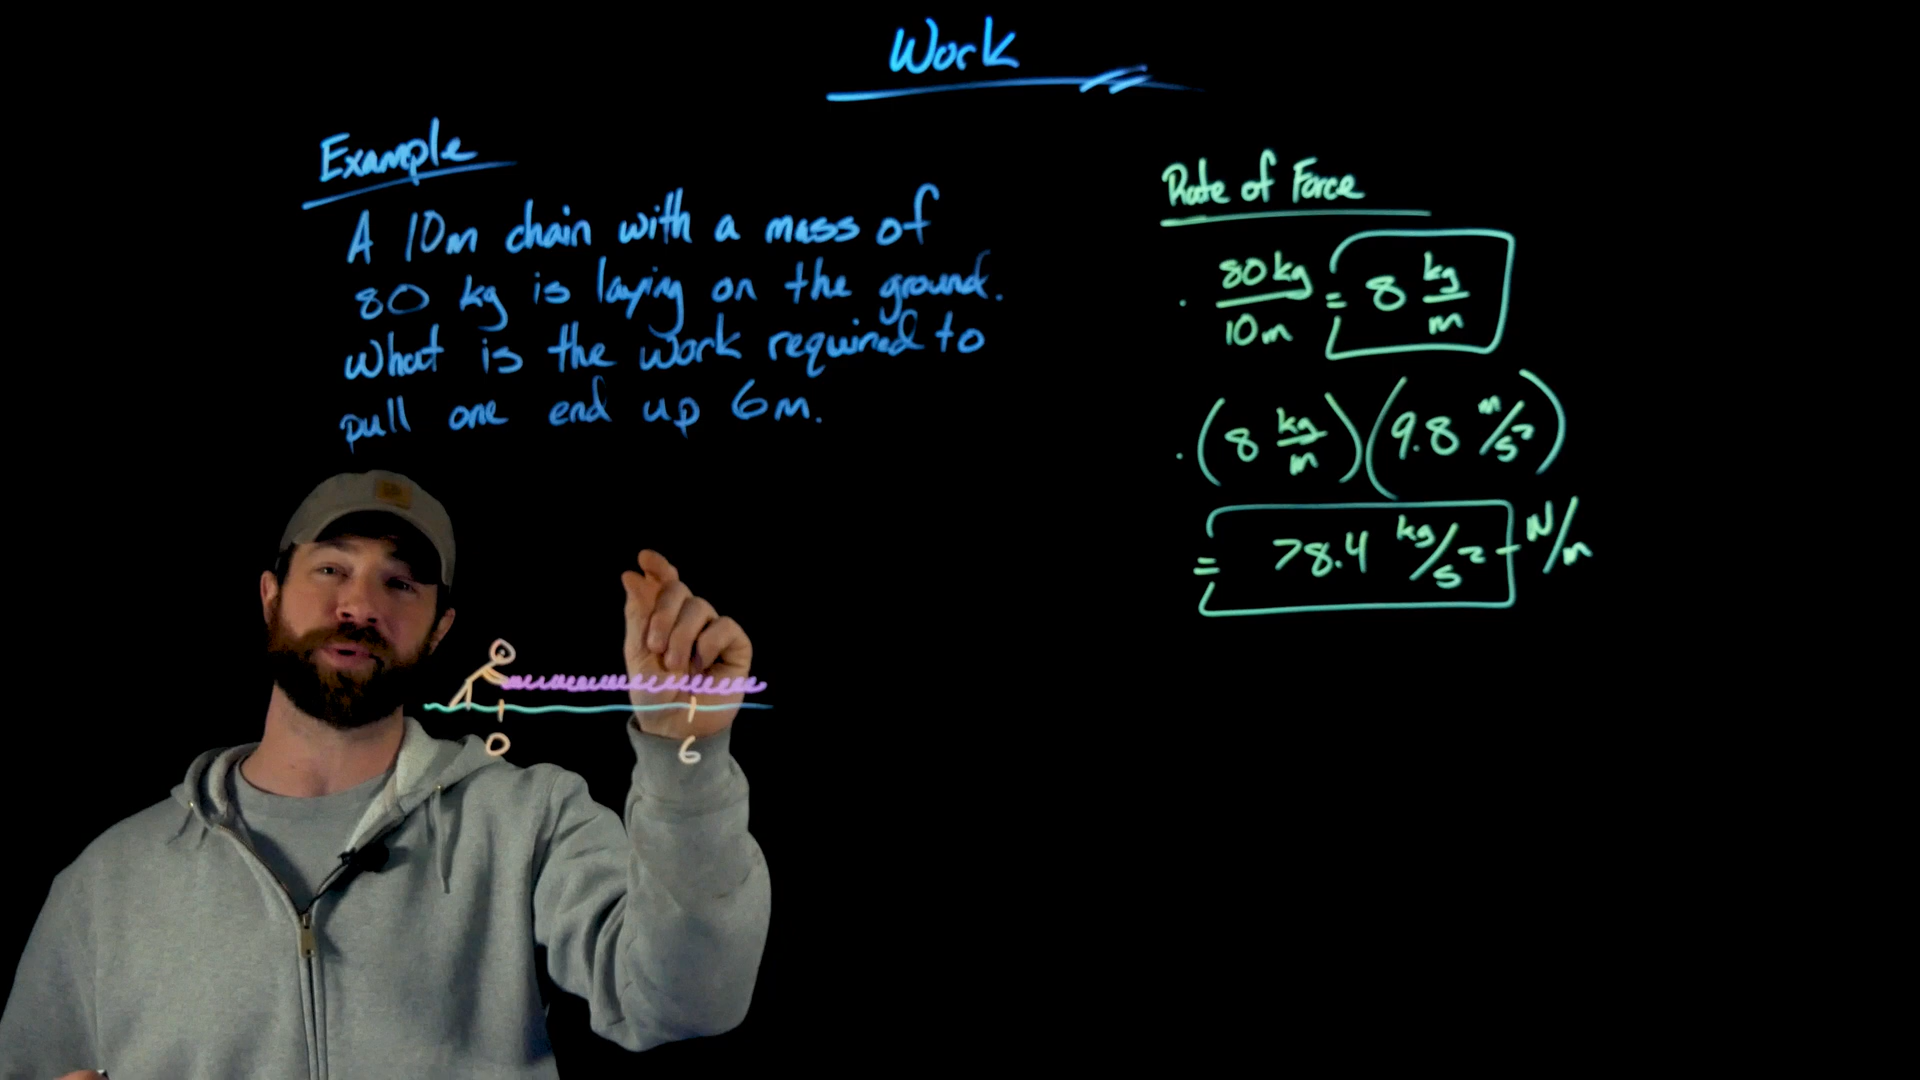 Work
Example
A 10m chain with a mass of
80 kg is laying on the ground.
What is the work required to
pull one end up 6m.
0 6
Rate of Force
· 80kg/10m = 8 kg/m
· (8 kg/m)(9.8 m/s²)
= 78.4 kg/s² - N/m